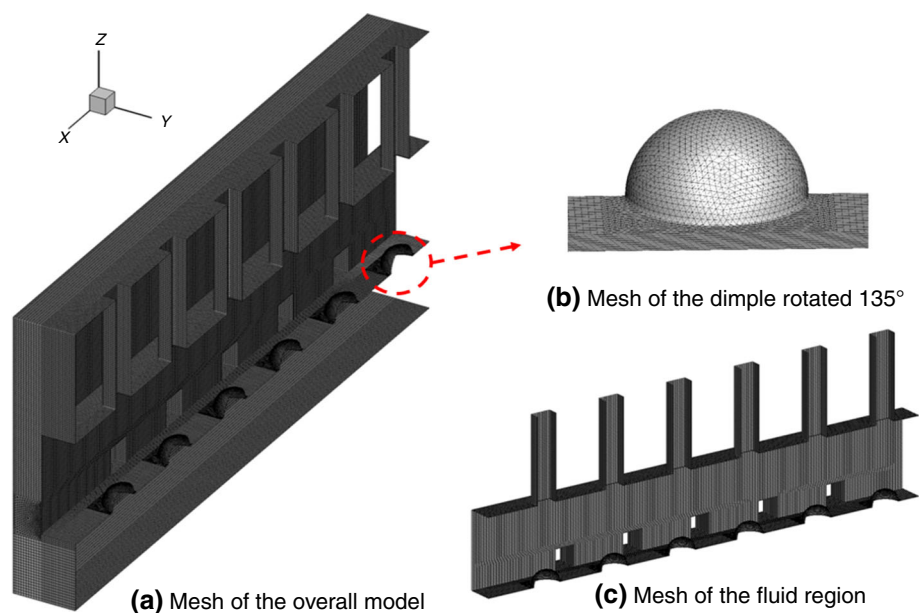 Z
X
Y
(a) Mesh of the overall model
(b) Mesh of the dimple rotated 135°
(c) Mesh of the fluid region